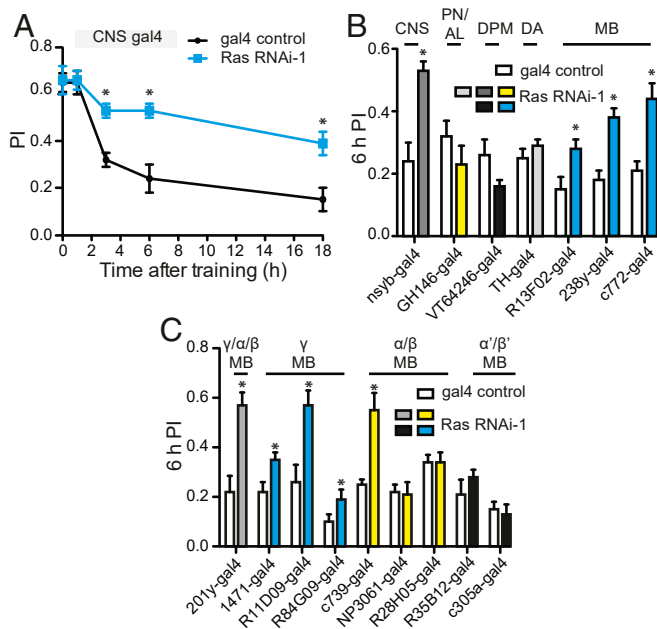 A
CNS gal4
gal4 control
Ras RNAi-1
0.8
0.6
0.4
0.2
0.0
PI
*
*
*
0 2 4 6 8 10 12 14 16 18
Time after training (h)
B
CNS
PN/
AL
DPM
DA
MB
gal4 control
Ras RNAi-1
0.6
0.4
0.2
0.0
6 h PI
*
*
*
*
nsyb-gal4
GH146-gal4
VT64246-gal4
TH-gal4
R13F02-gal4
238y-gal4
c772-gal4
C
γ/α/β
MB
γ
MB
α/β
MB
α'/β'
MB
gal4 control
Ras RNAi-1
0.8
0.6
0.4
0.2
0.0
6h PI
*
*
*
*
*
201y-gal4
1471-gal4
R11D09-gal4
R84G09-gal4
c739-gal4
NP3061-gal4
R28H05-gal4
R35B12-gal4
c305a-gal4